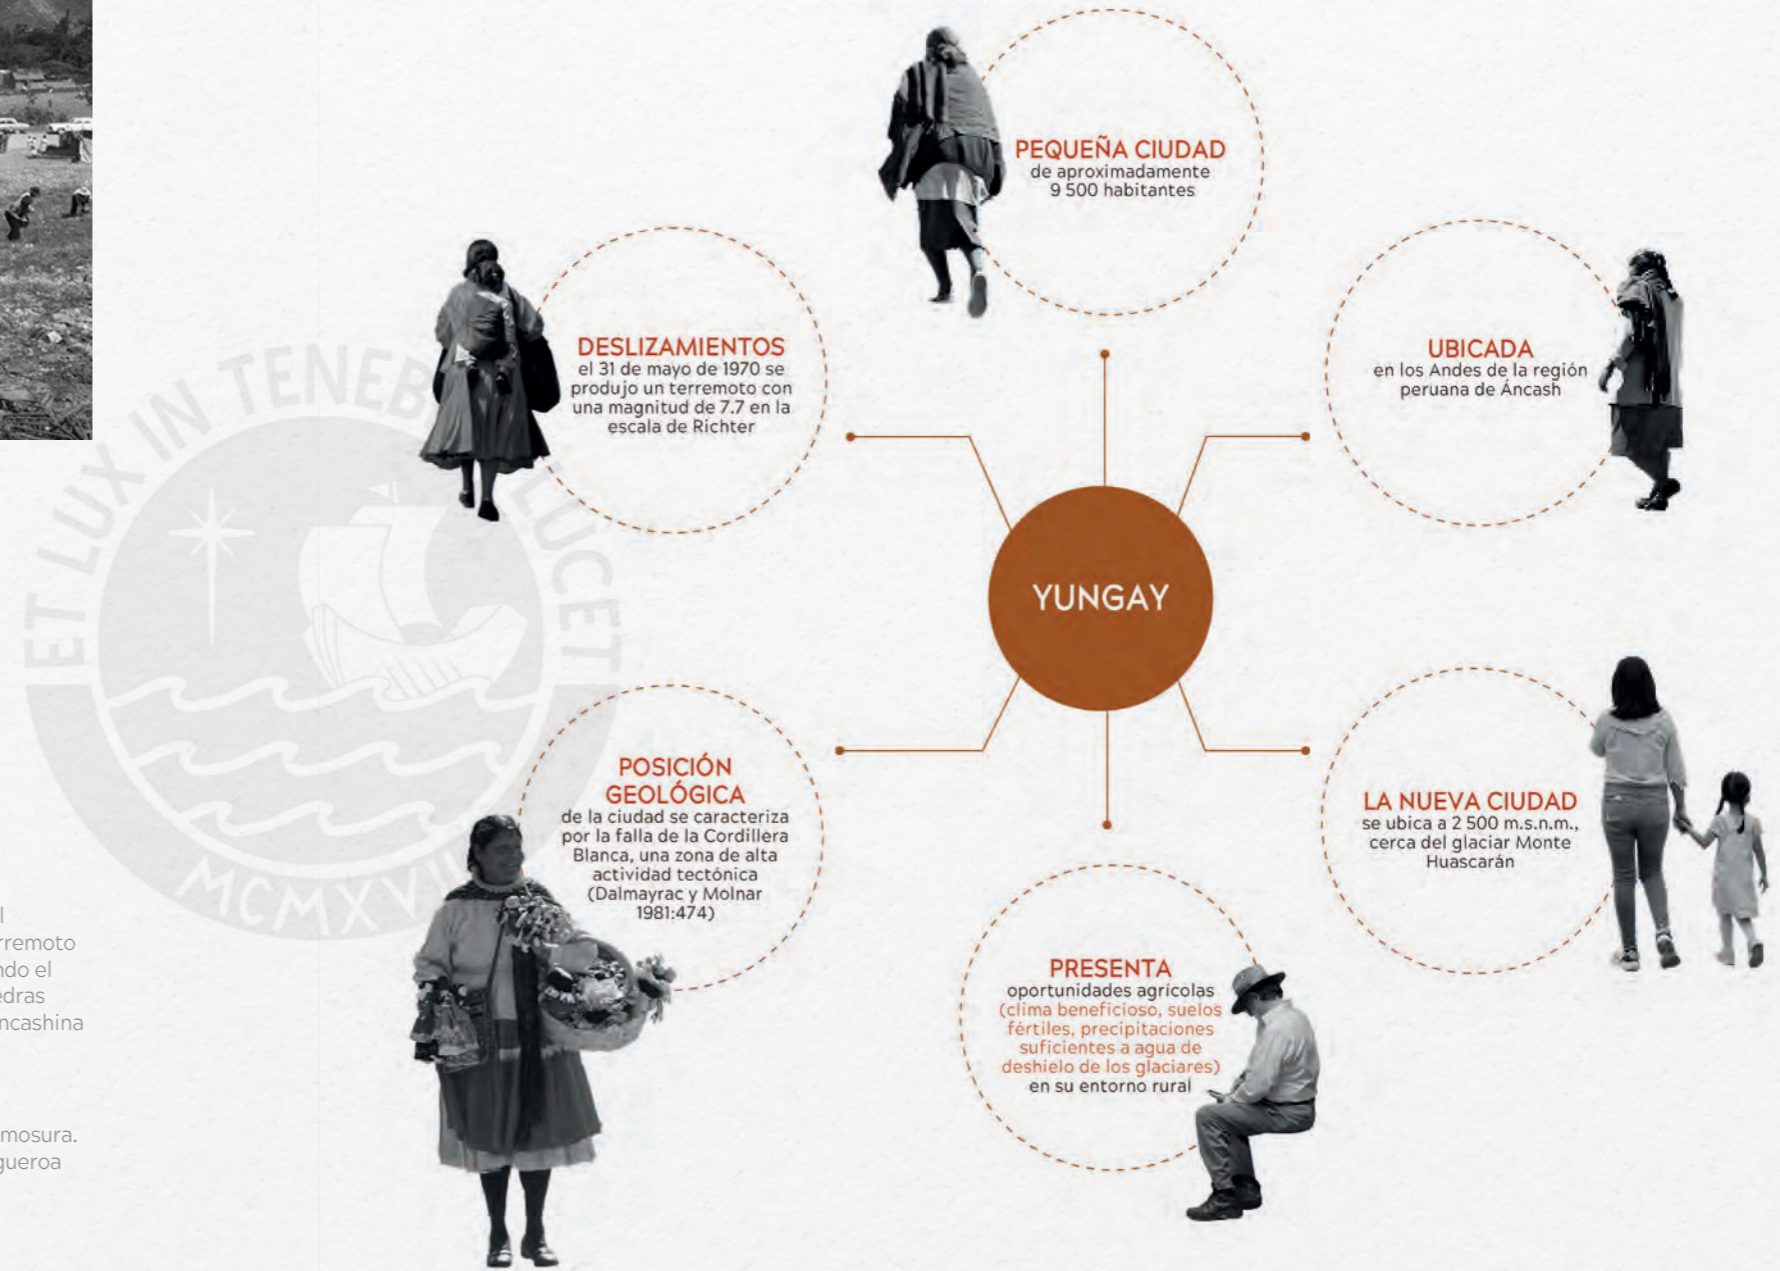 PEQUEÑA CIUDAD
de aproximadamente
9 500 habitantes
DESLIZAMIENTOS
el 31 de mayo de 1970 se
produjo un terremoto con
una magnitud de 7.7 en la
escala de Richter
UBICADA
en los Andes de la región
peruana de Áncash
YUNGAY
POSICIÓN
GEOLÓGICA
de la ciudad se caracteriza
por la falla de la Cordillera
Blanca, una zona de alta
actividad tectónica
(Dalmayrac y Molnar
1981:474)
LA NUEVA CIUDAD
se ubica a 2 500 m.s.n.m.,
cerca del glaciar Monte
Huascarán
PRESENTA
oportunidades agrícolas
(clima beneficioso, suelos
fértiles, precipitaciones
suficientes a agua de
deshielo de los glaciares)
en su entorno rural
ET LUX IN TENEBRIS LUCET
MCMXVII
l
rremoto
ndo el
edras
ncashina
mosura.
gueroa